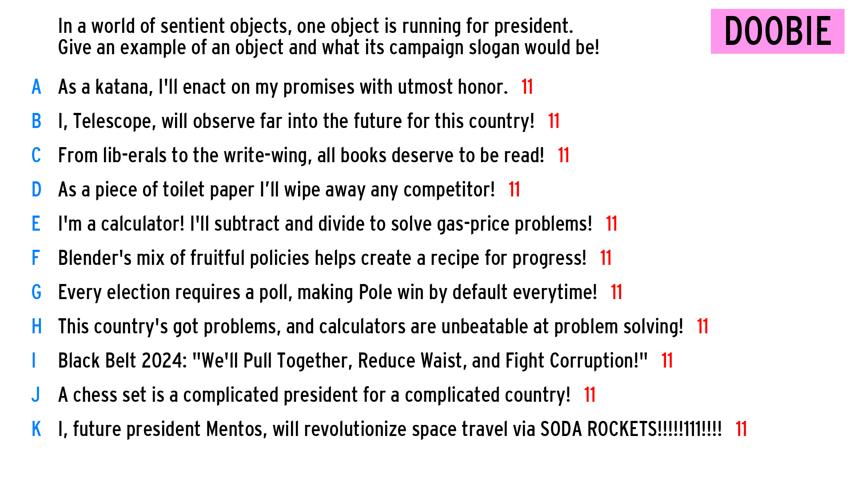 In a world of sentient objects, one object is running for president.
Give an example of an object and what its campaign slogan would be!
DOOBIE
A As a katana, I'll enact on my promises with utmost honor. 11
B I, Telescope, will observe far into the future for this country! 11
C From lib-erals to the write-wing, all books deserve to be read! 11
D As a piece of toilet paper I’ll wipe away any competitor! 11
E I'm a calculator! I'll subtract and divide to solve gas-price problems! 11
F Blender's mix of fruitful policies helps create a recipe for progress! 11
G Every election requires a poll, making Pole win by default everytime! 11
H This country's got problems, and calculators are unbeatable at problem solving! 11
I Black Belt 2024: "We'll Pull Together, Reduce Waist, and Fight Corruption!" 11
J A chess set is a complicated president for a complicated country! 11
K I, future president Mentos, will revolutionize space travel via SODA ROCKETS!!!!!111!!!! 11